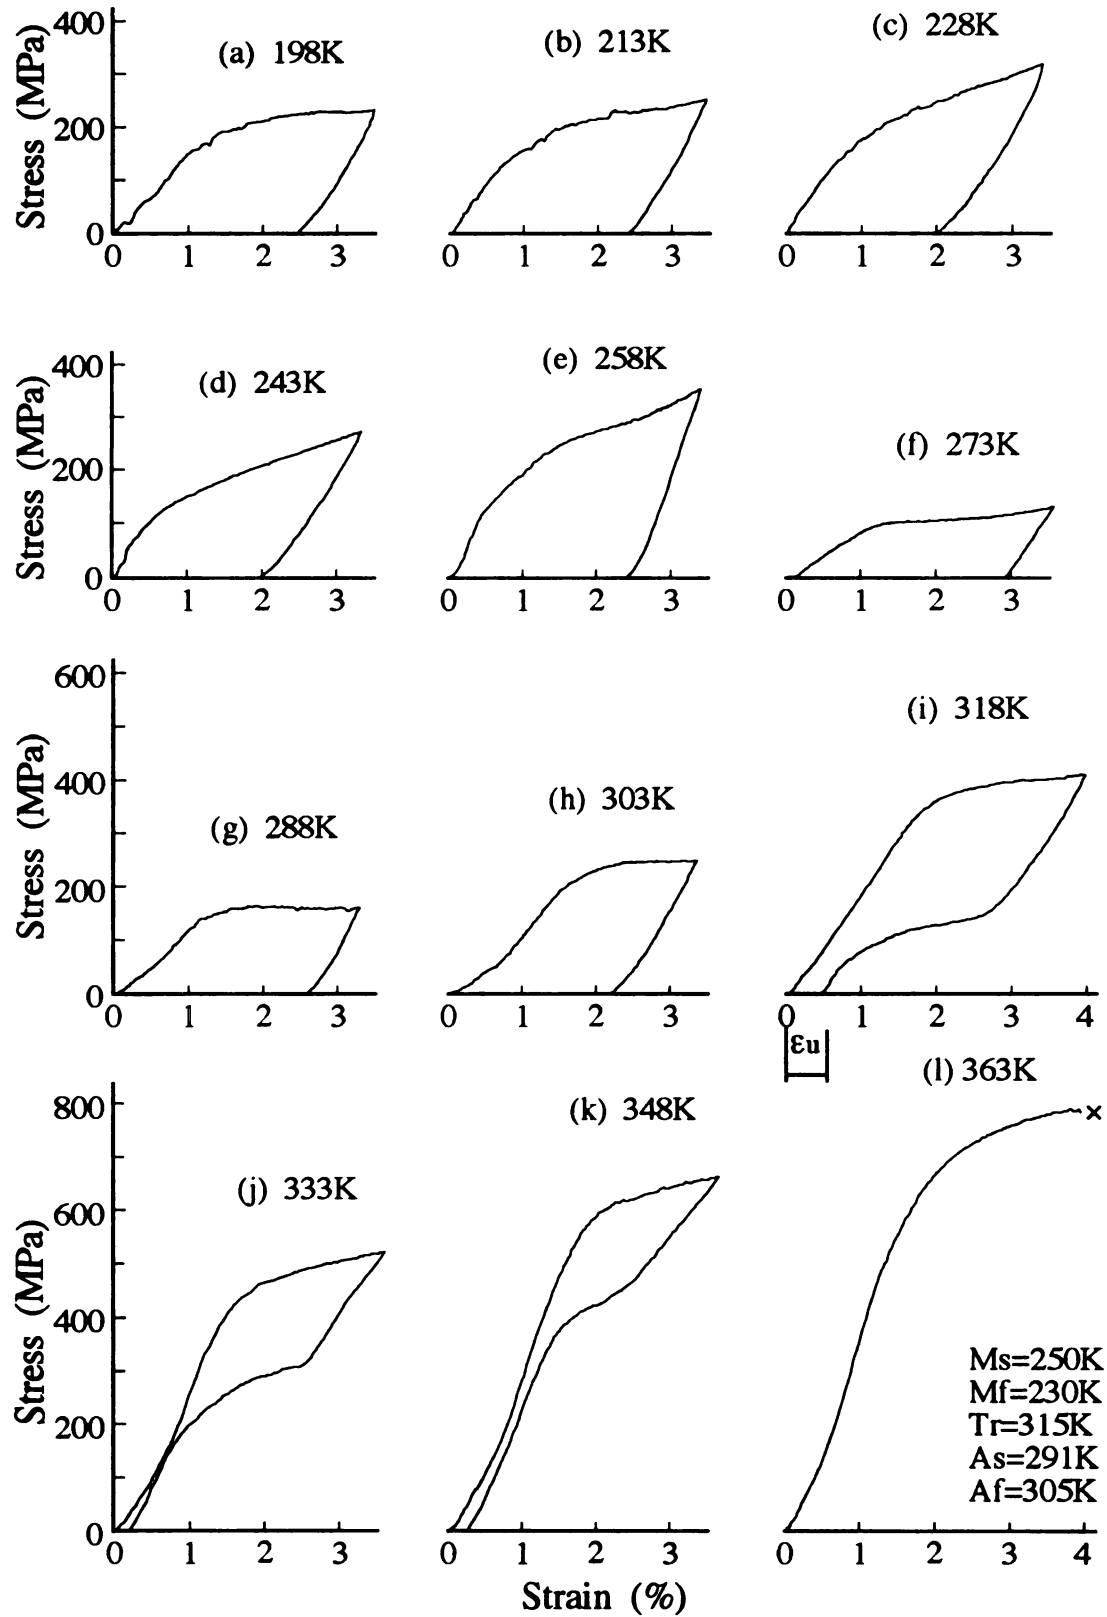 400
(a) 198K
(b) 213K
(c) 228K
Stress (MPa)
200
0
0 1 2 3
0 1 2 3
0 1 2 3
400
(d) 243K
(e) 258K
(f) 273K
Stress (MPa)
200
0
0 1 2 3
0 1 2 3
0 1 2 3
600
(g) 288K
(h) 303K
(i) 318K
Stress (MPa)
400
200
0
0 1 2 3
0 1 2 3
0 1 2 3 4
εu
800
(j) 333K
(k) 348K
(l) 363K
×
Stress (MPa)
600
400
200
0
Ms=250K
Mf=230K
Tr=315K
As=291K
Af=305K
0 1 2 3
0 1 2 3
0 1 2 3 4
Strain (%)